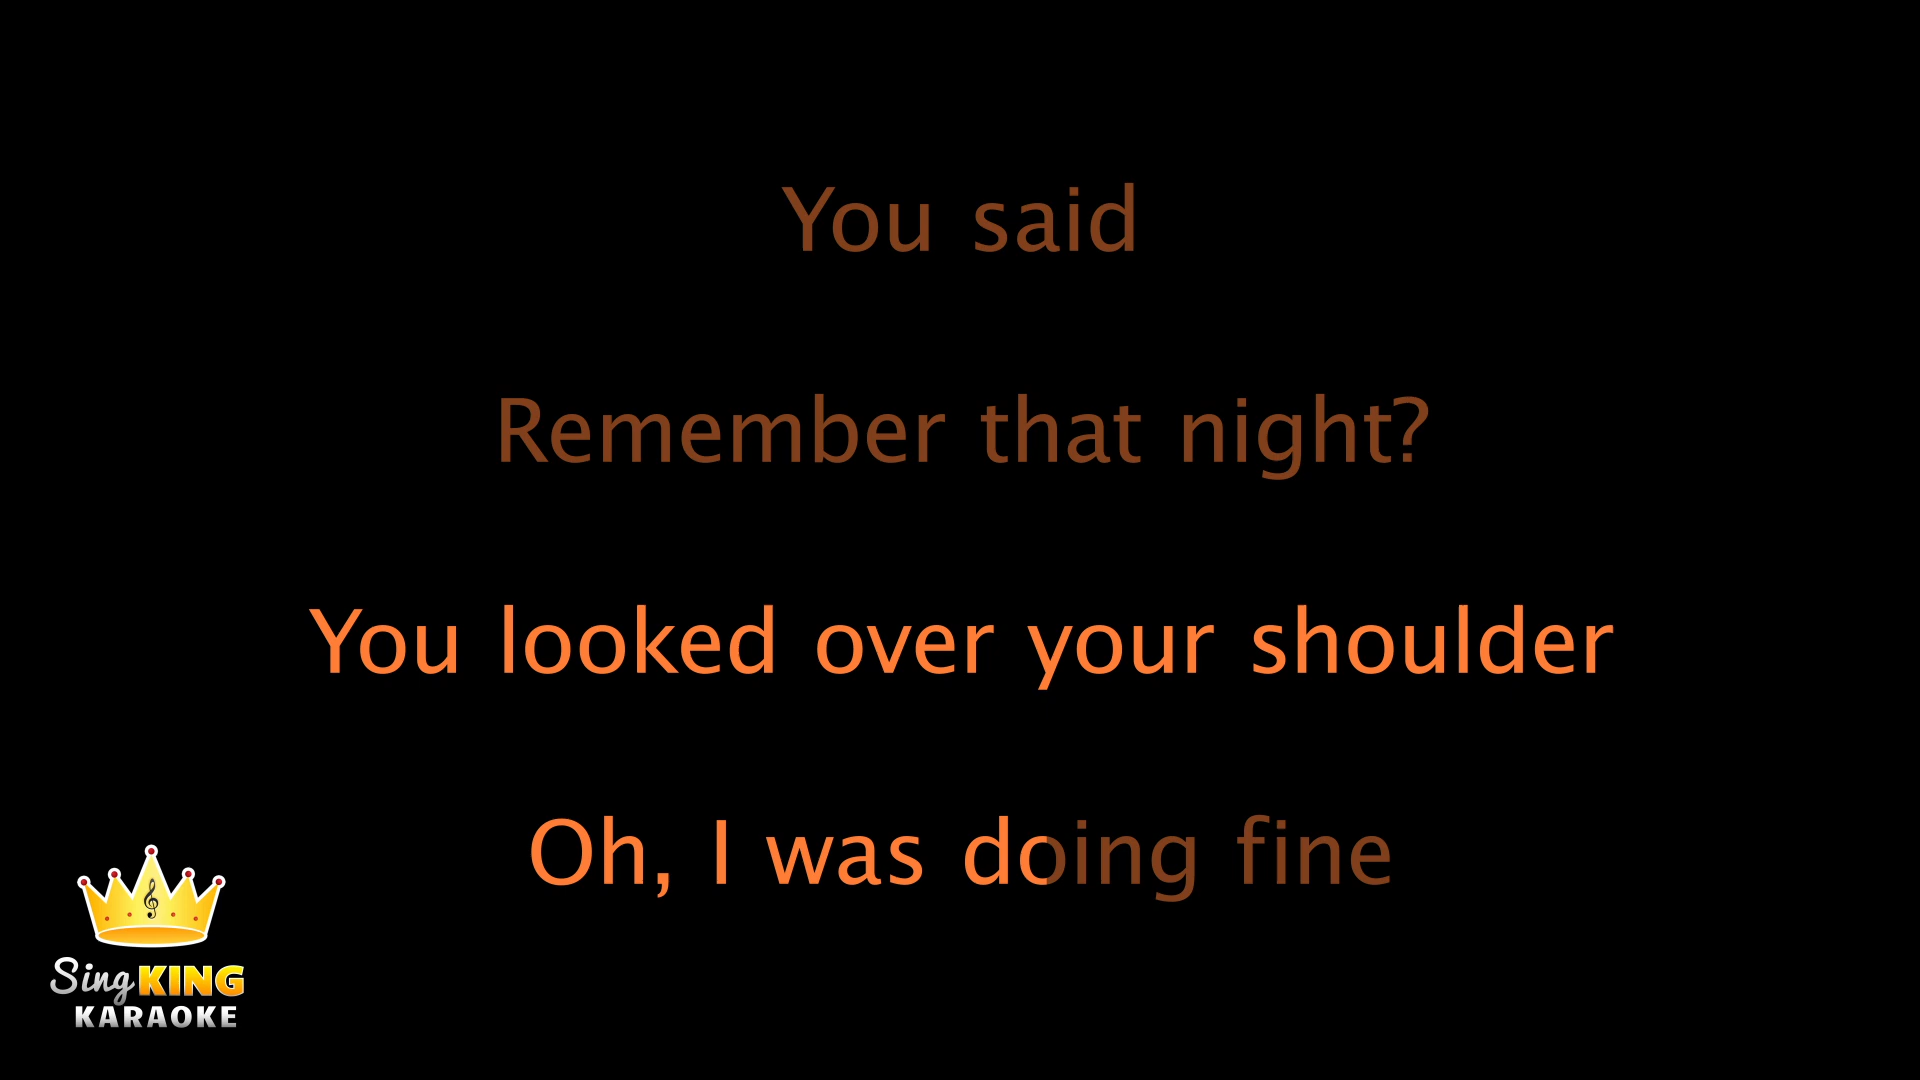 You said
Remember that night?
You looked over your shoulder
Oh, I was doing fine
Sing KING
KARAOKE